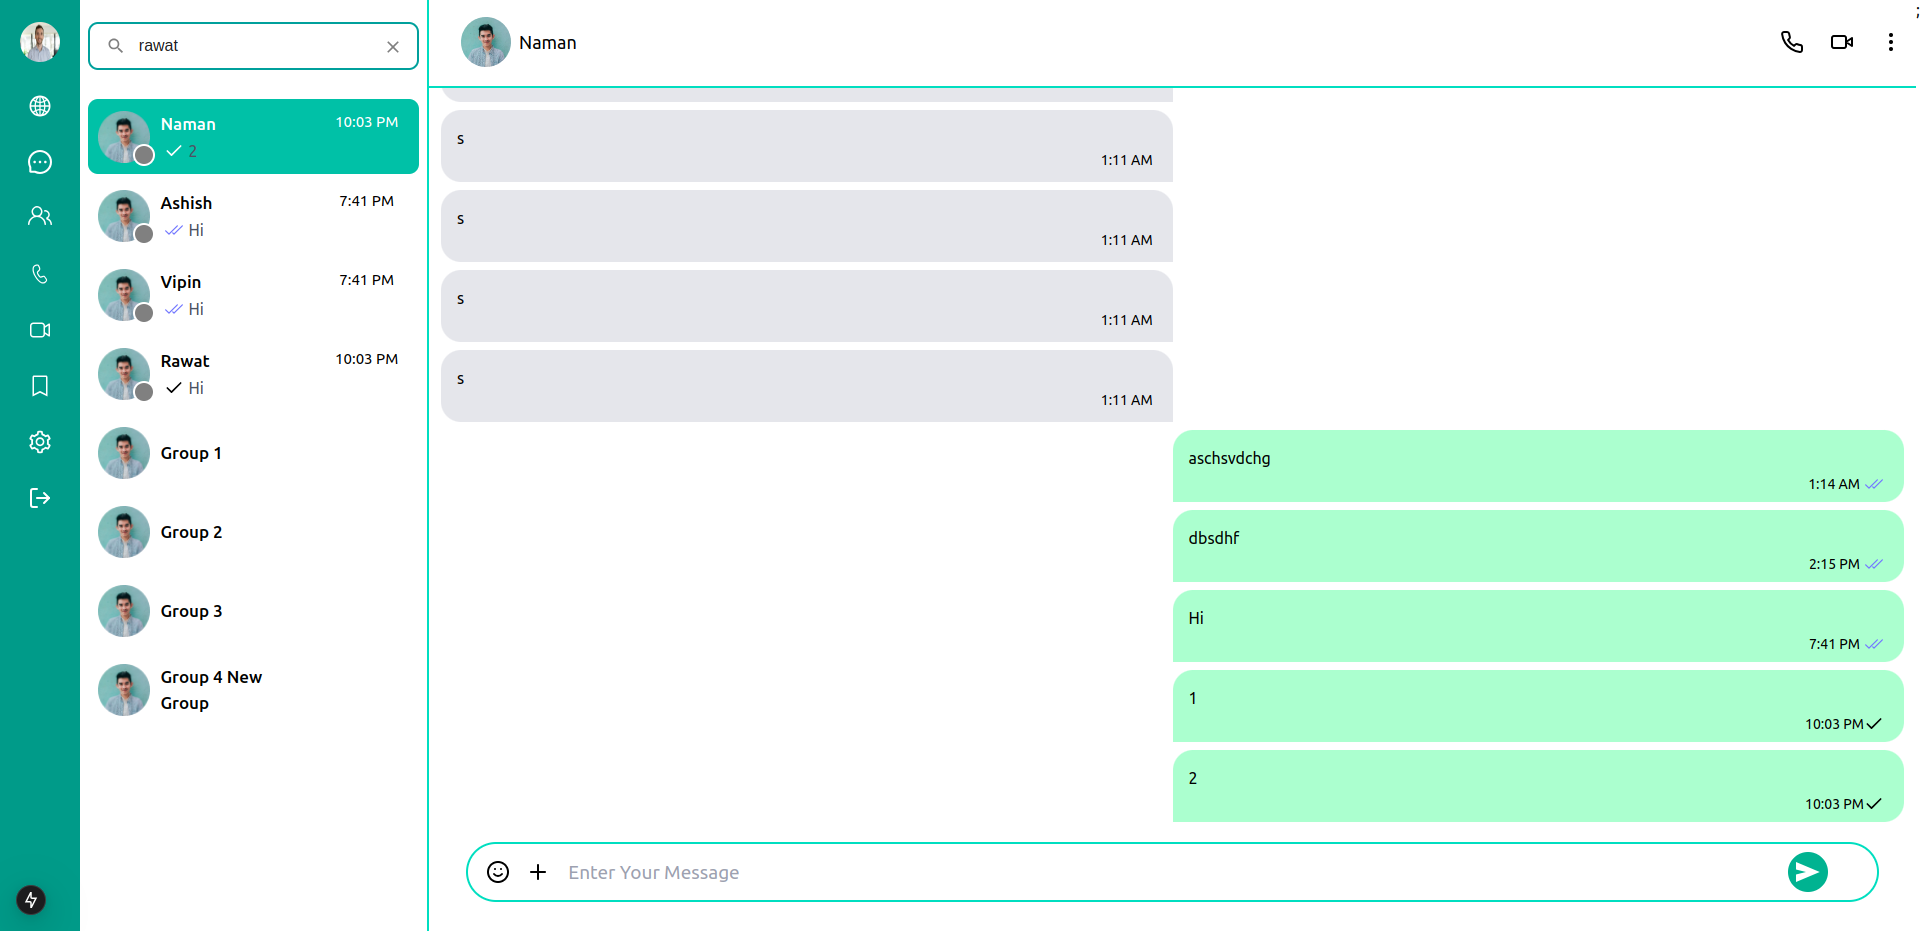 rawat
Naman
10:03 PM
2
Ashish
7:41 PM
Hi
Vipin
7:41 PM
Hi
Rawat
10:03 PM
Hi
Group 1
Group 2
Group 3
Group 4 New
Group
Naman
;
s
1:11 AM
s
1:11 AM
s
1:11 AM
s
1:11 AM
aschsvdchg
1:14 AM
dbsdhf
2:15 PM
Hi
7:41 PM
1
10:03 PM
2
10:03 PM
Enter Your Message